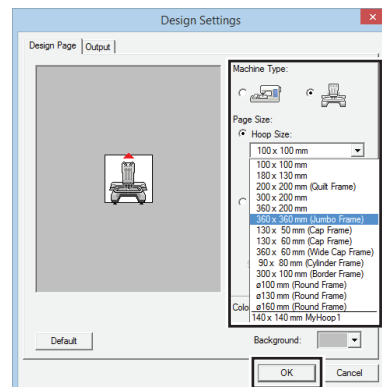 Design Settings
Design Page
Output
Machine Type:
Page Size:
Hoop Size:
100 x 100 mm
100 x 100 mm
180 x 130 mm
200 x 200 mm (Quilt Frame)
300 x 200 mm
360 x 200 mm
360 x 360 mm (Jumbo Frame)
130 x 50 mm (Cap Frame)
130 x 60 mm (Cap Frame)
360 x 60 mm (Wide Cap Frame)
90 x 80 mm (Cylinder Frame)
300 x 100 mm (Border Frame)
ø100 mm (Round Frame)
ø130 mm (Round Frame)
ø160 mm (Round Frame)
140 x 140 mm MyHoop1
Default
Background:
OK
Cancel